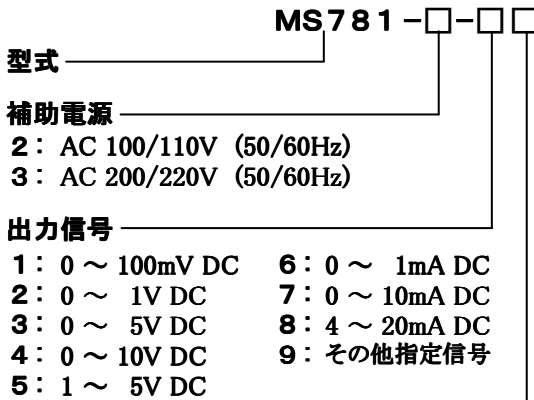 MS781-□-□□
型式
補助電源
2： AC 100/110V (50/60Hz)
3： AC 200/220V (50/60Hz)
出力信号
1： 0 ～ 100mV DC 6： 0 ～ 1mA DC
2： 0 ～ 1V DC 7： 0 ～ 10mA DC
3： 0 ～ 5V DC 8： 4 ～ 20mA DC
4： 0 ～ 10V DC 9： その他指定信号
5： 1 ～ 5V DC